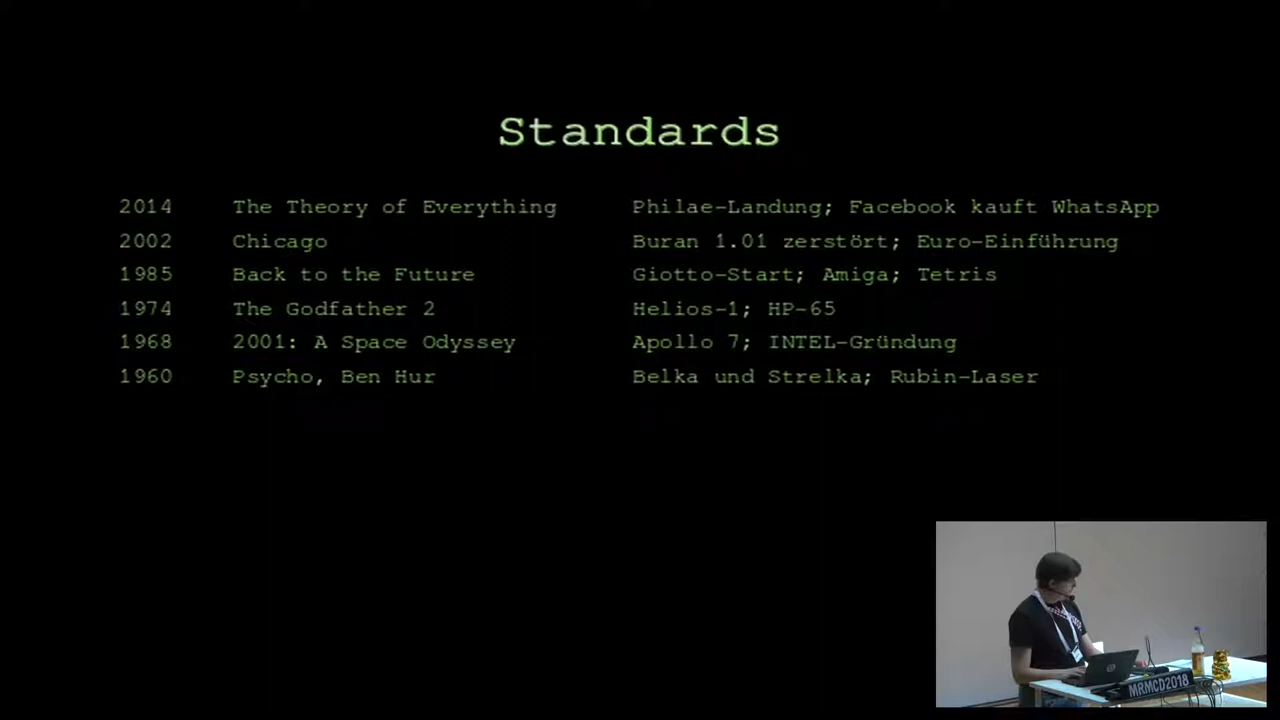 Standards
2014 The Theory of Everything Philae-Landung; Facebook kauft WhatsApp
2002 Chicago Buran 1.01 zerstört; Euro-Einführung
1985 Back to the Future Giotto-Start; Amiga; Tetris
1974 The Godfather 2 Helios-1; HP-65
1968 2001: A Space Odyssey Apollo 7; INTEL-Gründung
1960 Psycho, Ben Hur Belka und Strelka; Rubin-Laser
MRMCD2018